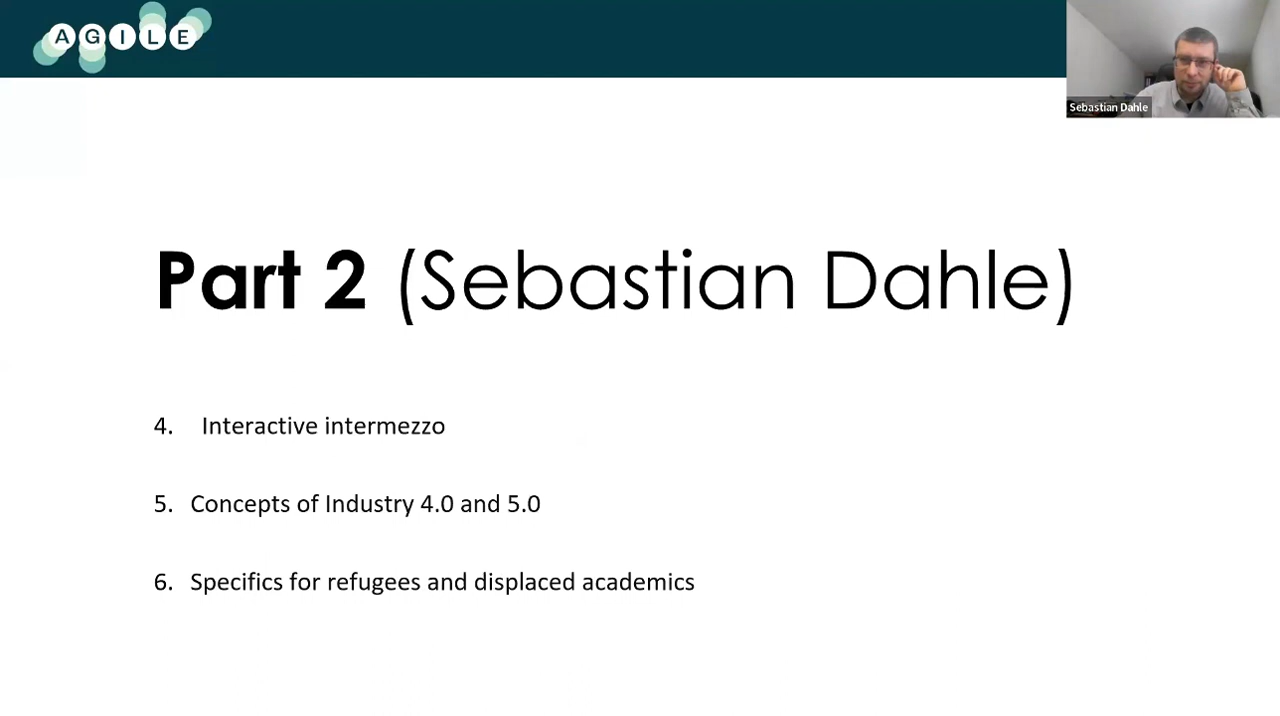 AGILE
Sebastian Dahle
Part 2 (Sebastian Dahle)
4. Interactive intermezzo
5. Concepts of Industry 4.0 and 5.0
6. Specifics for refugees and displaced academics